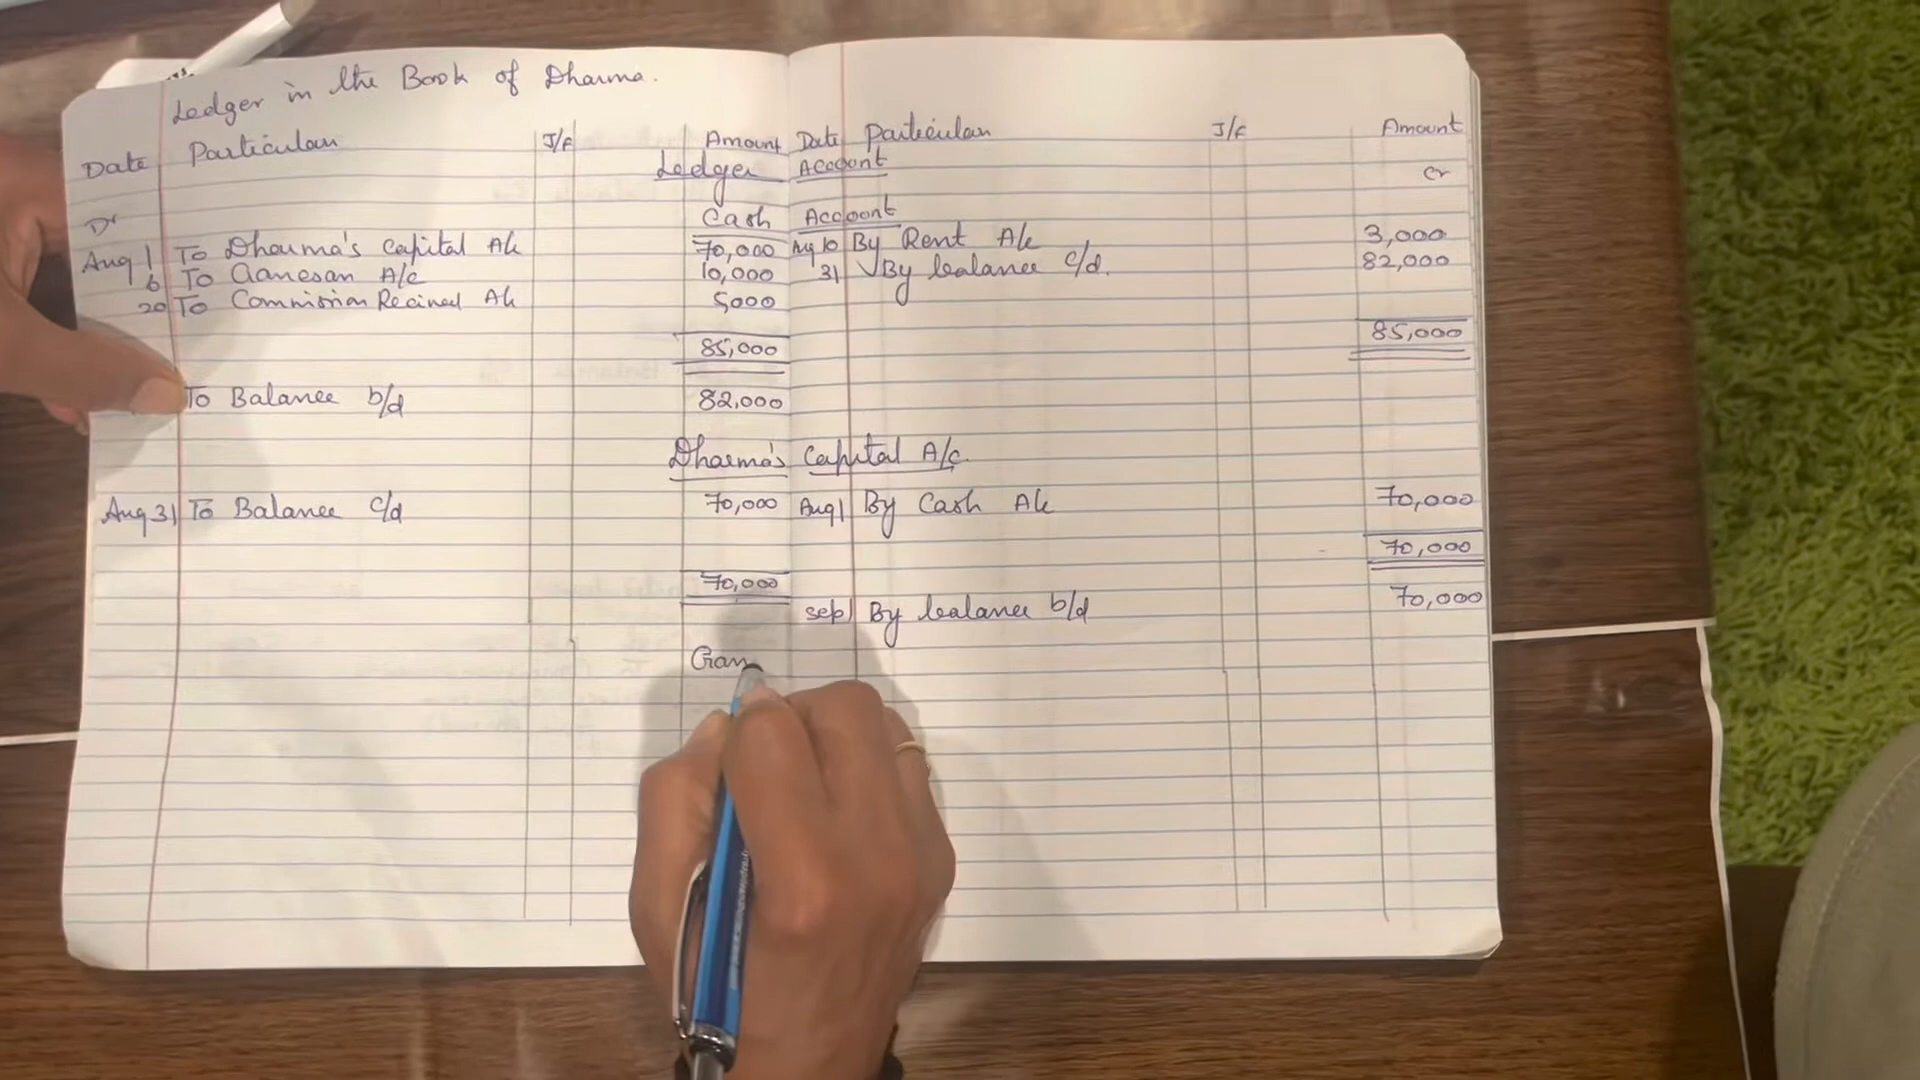 Ledger in the Book of Dharma.
Date Particulars J/F Amount Date Particulars J/F Amount
Ledger Account
Dr Cr
Cash Account
Aug 1 To Dharma's Capital A/c 70,000 Aug 10 By Rent A/c 3,000
6 To Ganesan A/c 10,000 31 By balance c/d. 82,000
20 To Commission Recined A/c 5000
85,000 85,000
To Balance b/d 82,000
Dharma's Capital A/c
Aug 31 To Balance c/d 70,000 Aug 1 By Cash A/c 70,000
70,000
70,000
Sep 1 By balance b/d 70,000
Gan